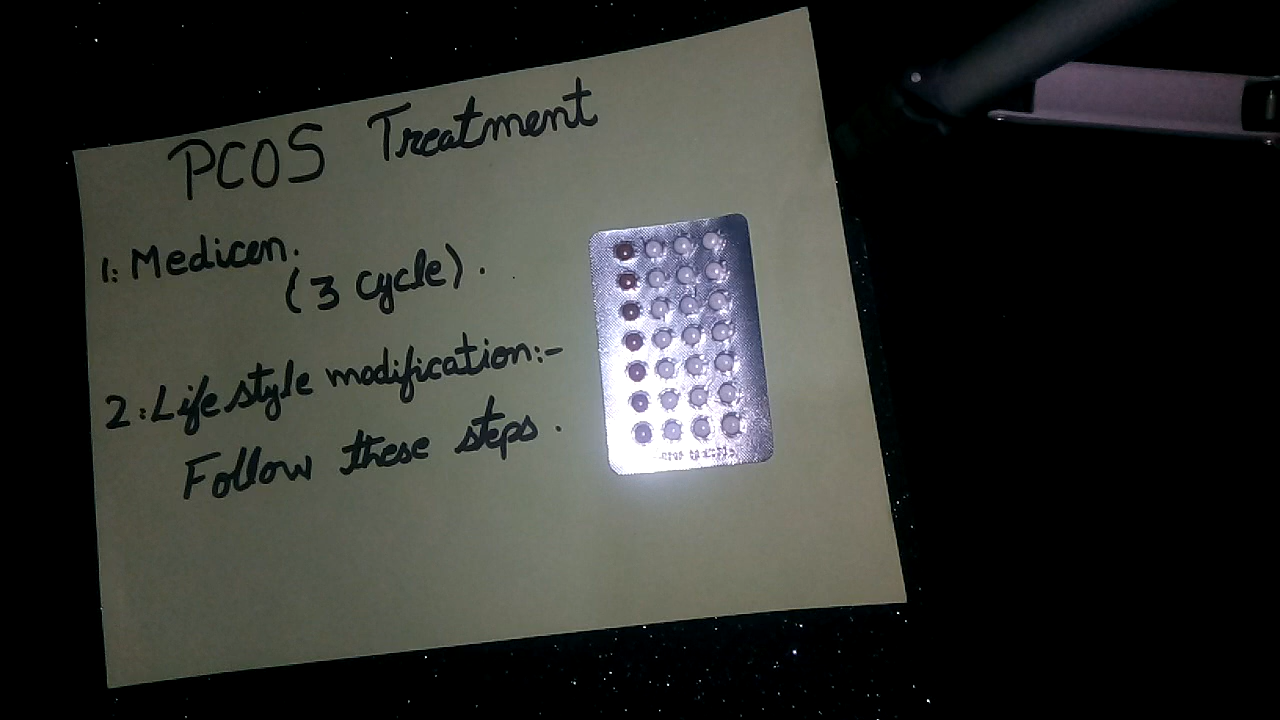 PCOS Treatment
1: Medicen.
(3 cycle).
2: Life style modification:-
Follow these steps.